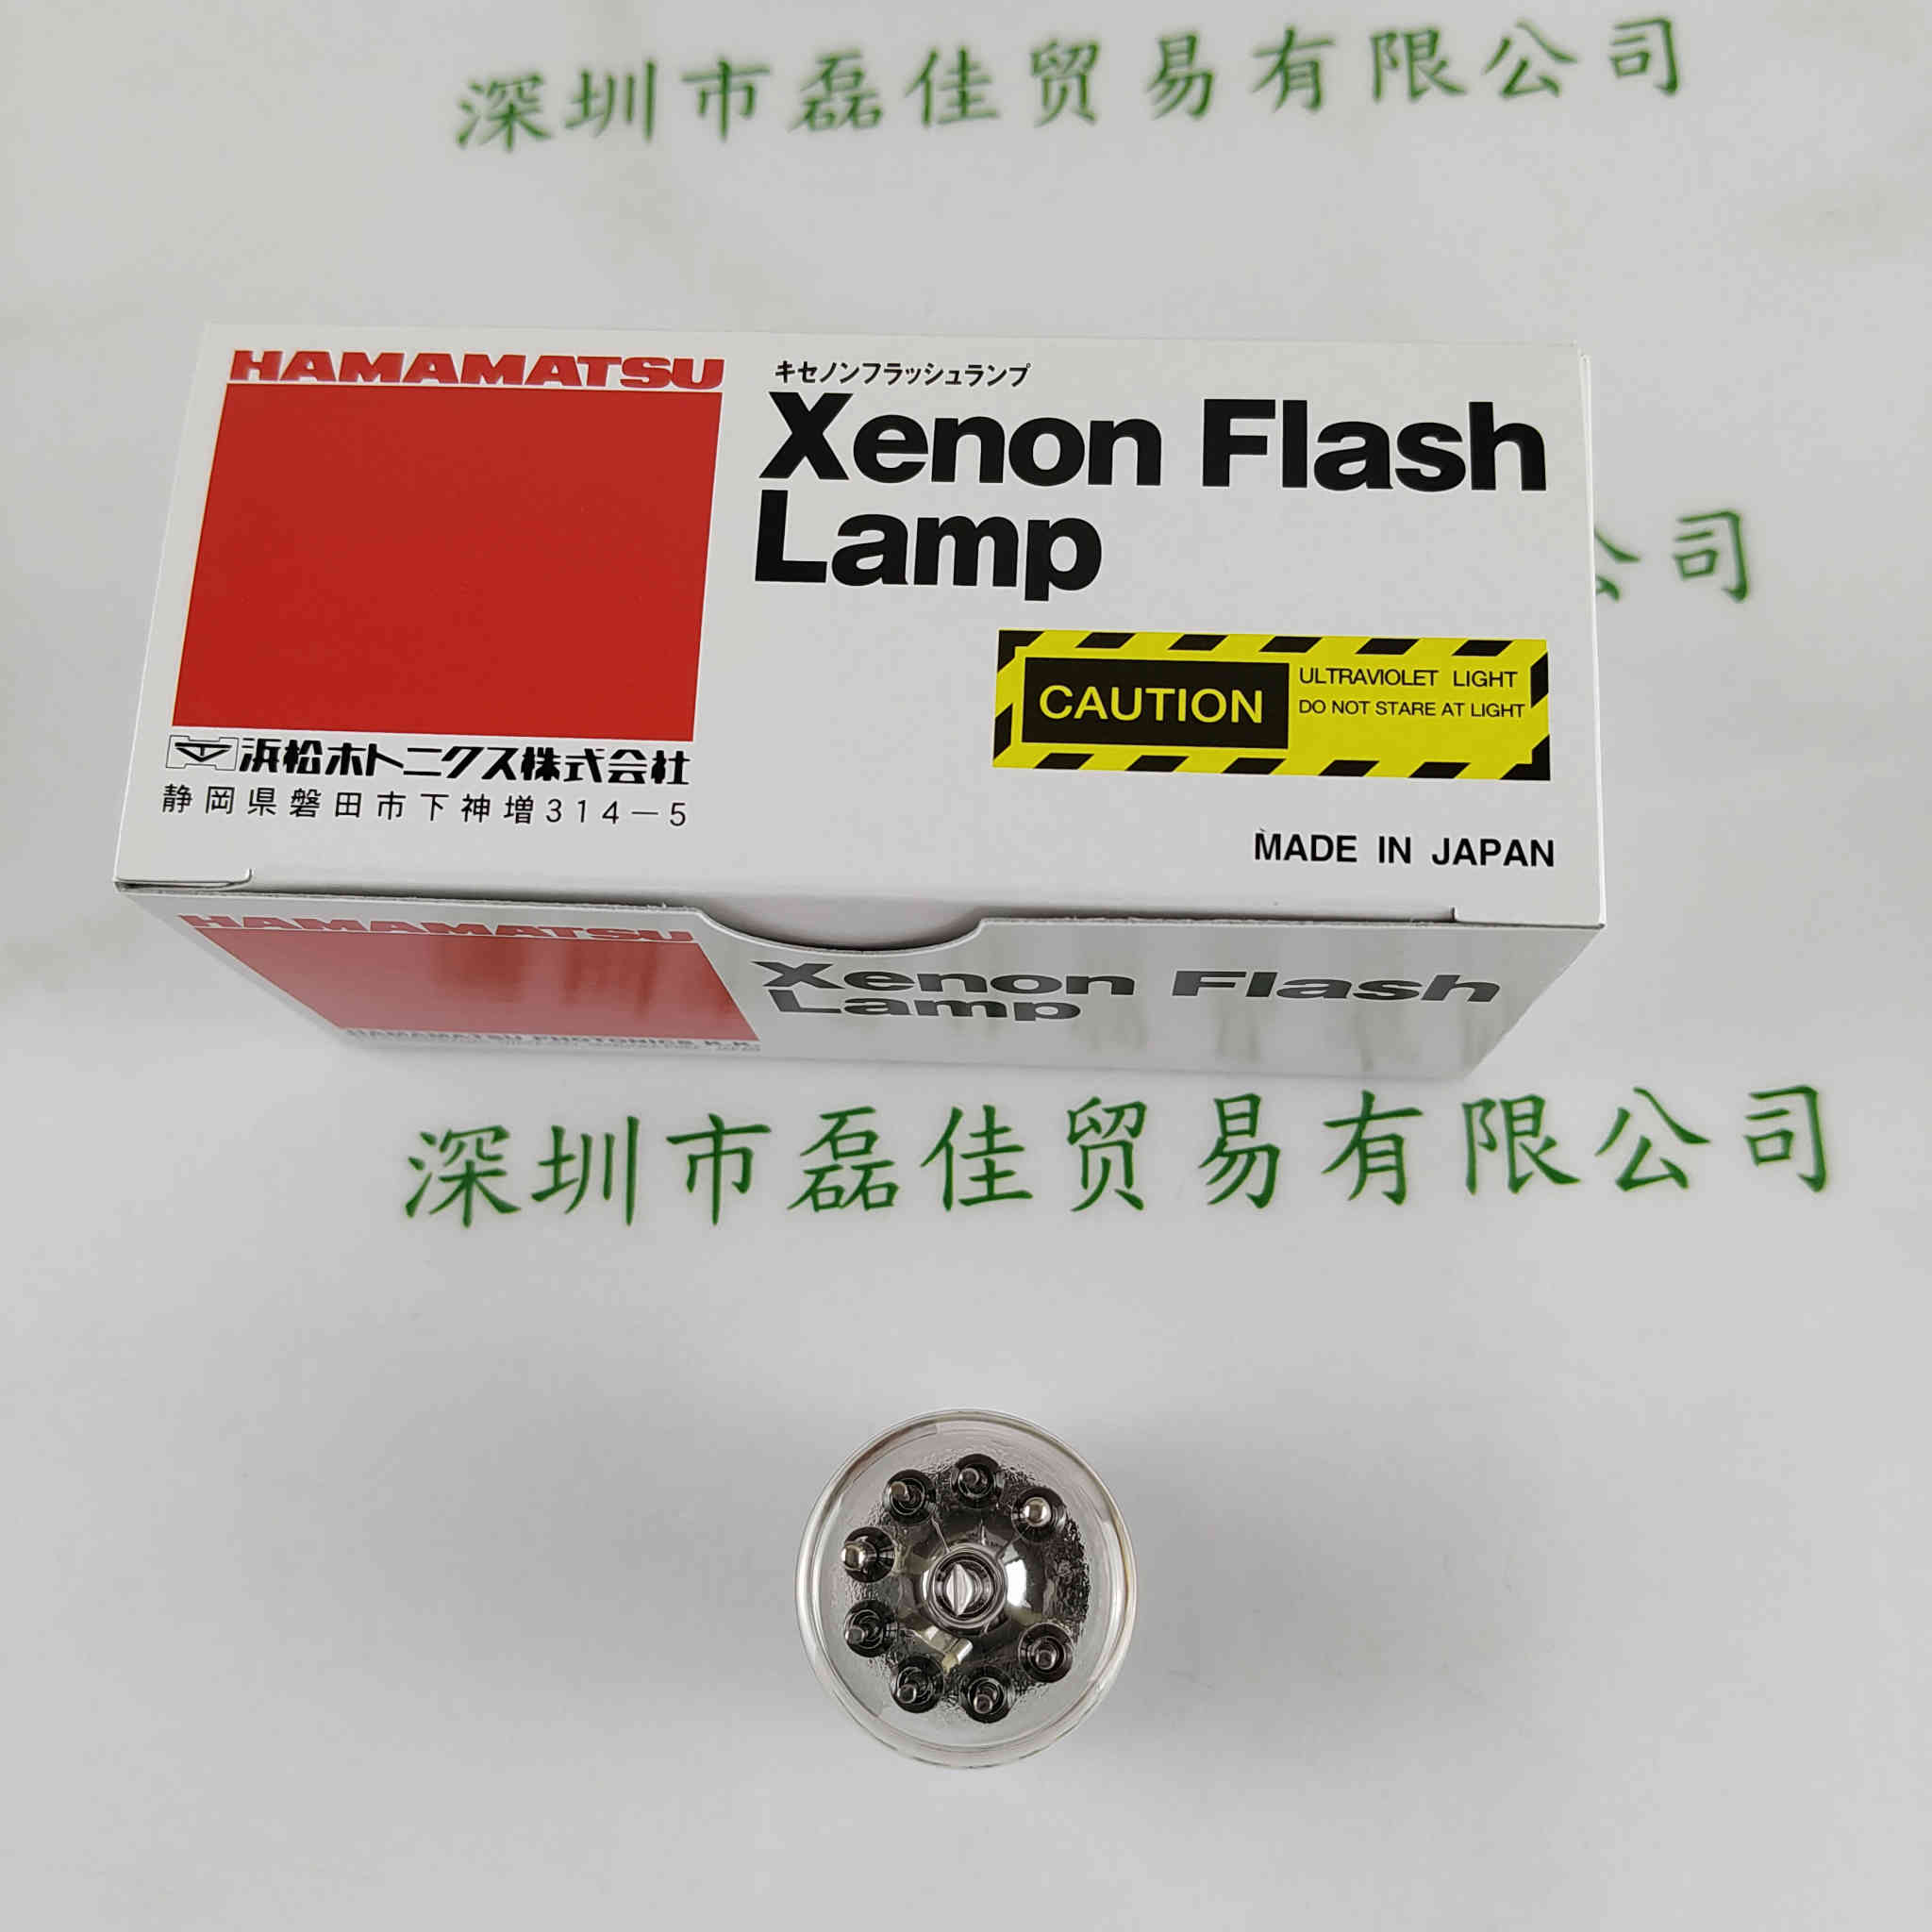 深圳市磊佳贸易有限公司
HAMAMATSU
キセノンフラッシュランプ
Xenon Flash
Lamp
公司
CAUTION
ULTRAVIOLET LIGHT
DO NOT STARE AT LIGHT
浜松ホトニクス株式会社
静岡県磐田市下神増314-5
MADE IN JAPAN
HAMAMATSU
Xenon Flash
Lamp
HAMAMATSU PHOTONICS K.K.
深圳市磊佳贸易有限公司